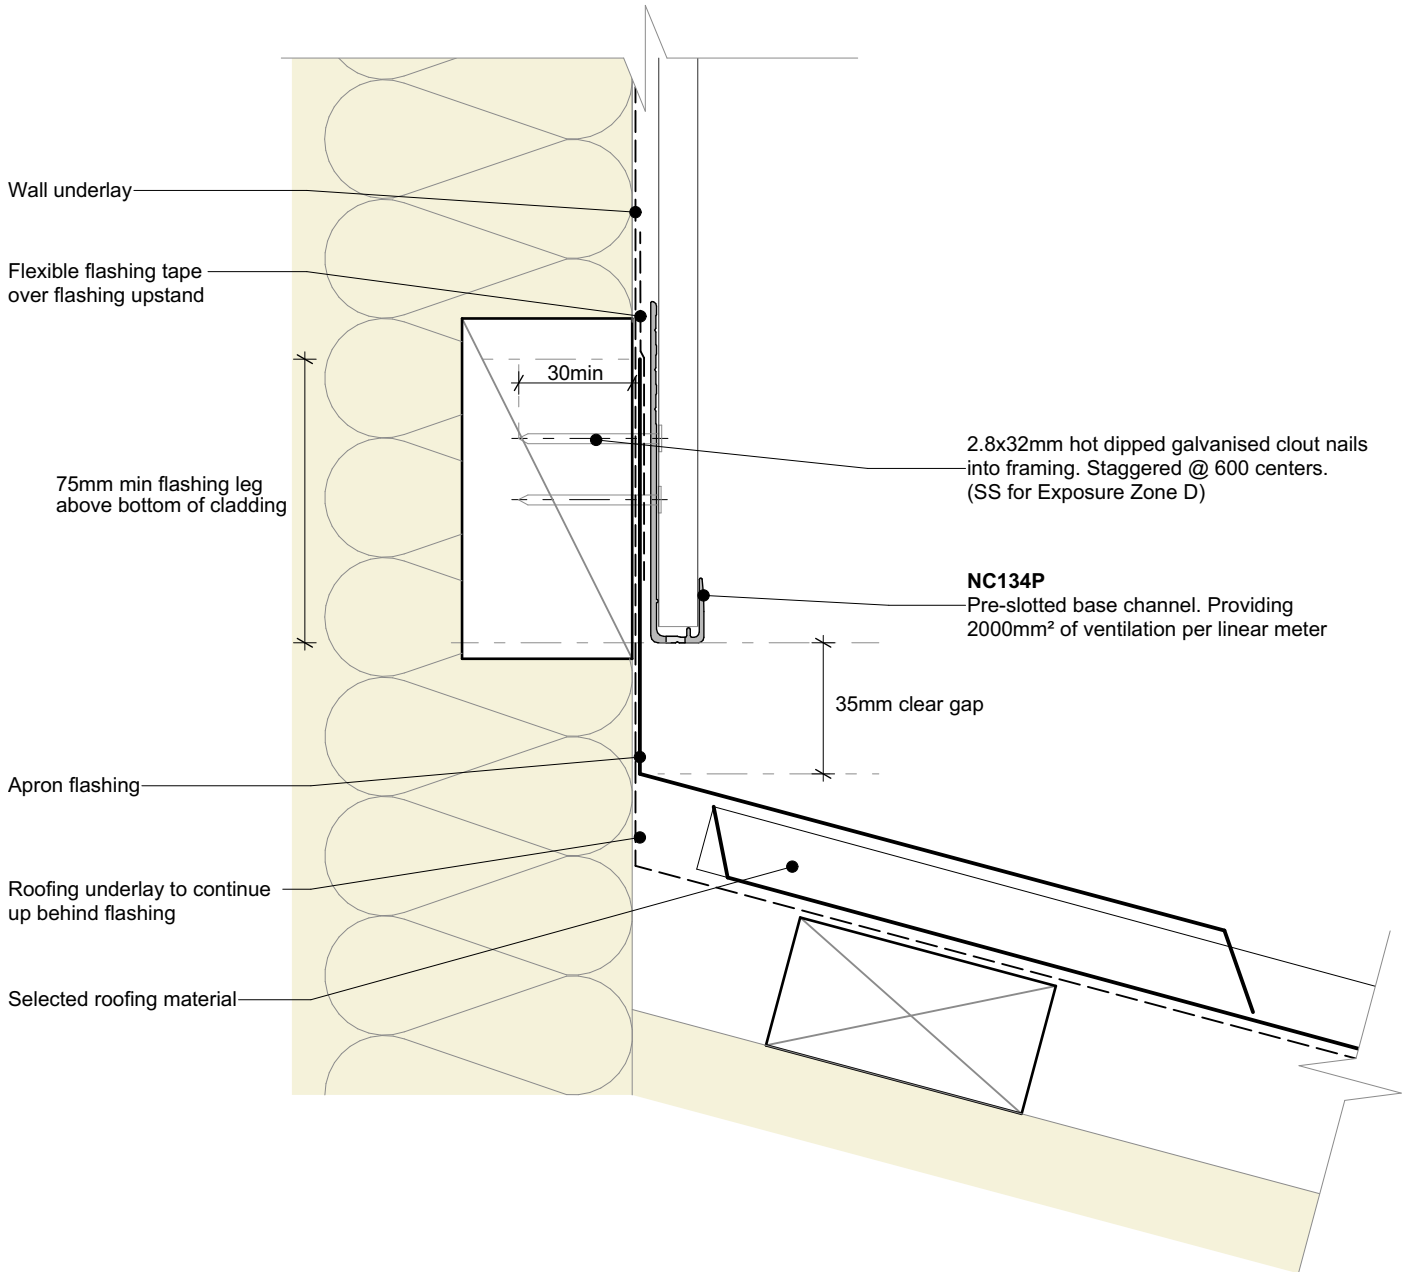 Wall underlay
Flexible flashing tape
over flashing upstand
30min
2.8x32mm hot dipped galvanised clout nails
into framing. Staggered @ 600 centers.
(SS for Exposure Zone D)
75mm min flashing leg
above bottom of cladding
NC134P
Pre-slotted base channel. Providing
2000mm² of ventilation per linear meter
35mm clear gap
Apron flashing
Roofing underlay to continue
up behind flashing
Selected roofing material